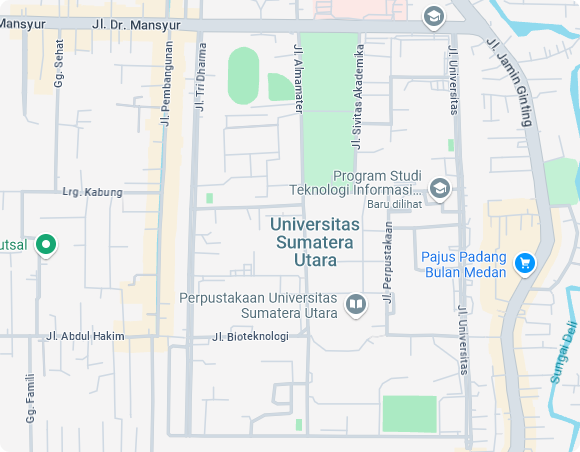 Mansyur
Jl. Dr. Mansyur
Gg. Sehat
Jl. Pembangunan
Jl. Tri Dharma
Jl. Almamater
Jl. Sivitas Akademika
Jl. Universitas
Jl. Jamin Ginting
Lrg. Kabung
Program Studi
Teknologi Informasi...
Baru dilihat
Universitas
Sumatera
Utara
utsal
Jl. Perpustakaan
Pajus Padang
Bulan Medan
Perpustakaan Universitas
Sumatera Utara
Jl. Abdul Hakim
Jl. Bioteknologi
Jl. Universitas
Sungai Deli
Gg. Famili